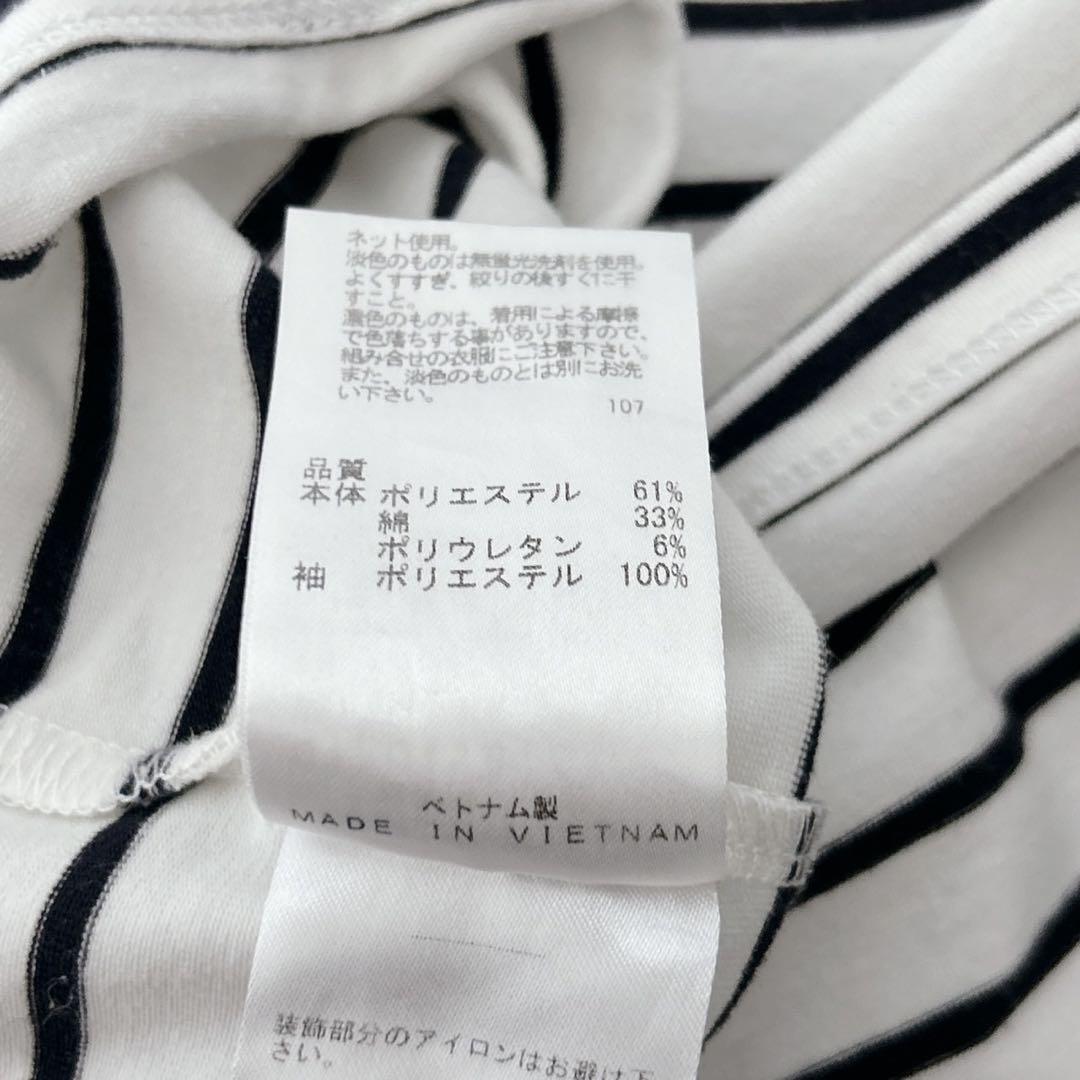 ネット使用。
淡色のものは無蛍光洗剤を使用。
よくすすぎ、絞りの後すぐに干
すこと。
濃色のものは、着用による摩擦
で色落ちする事がありますので、
組み合せの衣服にご注意下さい。
また、淡色のものとは別にお洗
い下さい。
107
品質
本体 ポリエステル 61%
綿 33%
ポリウレタン 6%
袖 ポリエステル 100%
ベトナム製
MADE IN VIETNAM
装飾部分のアイロンはお避け下
さい。